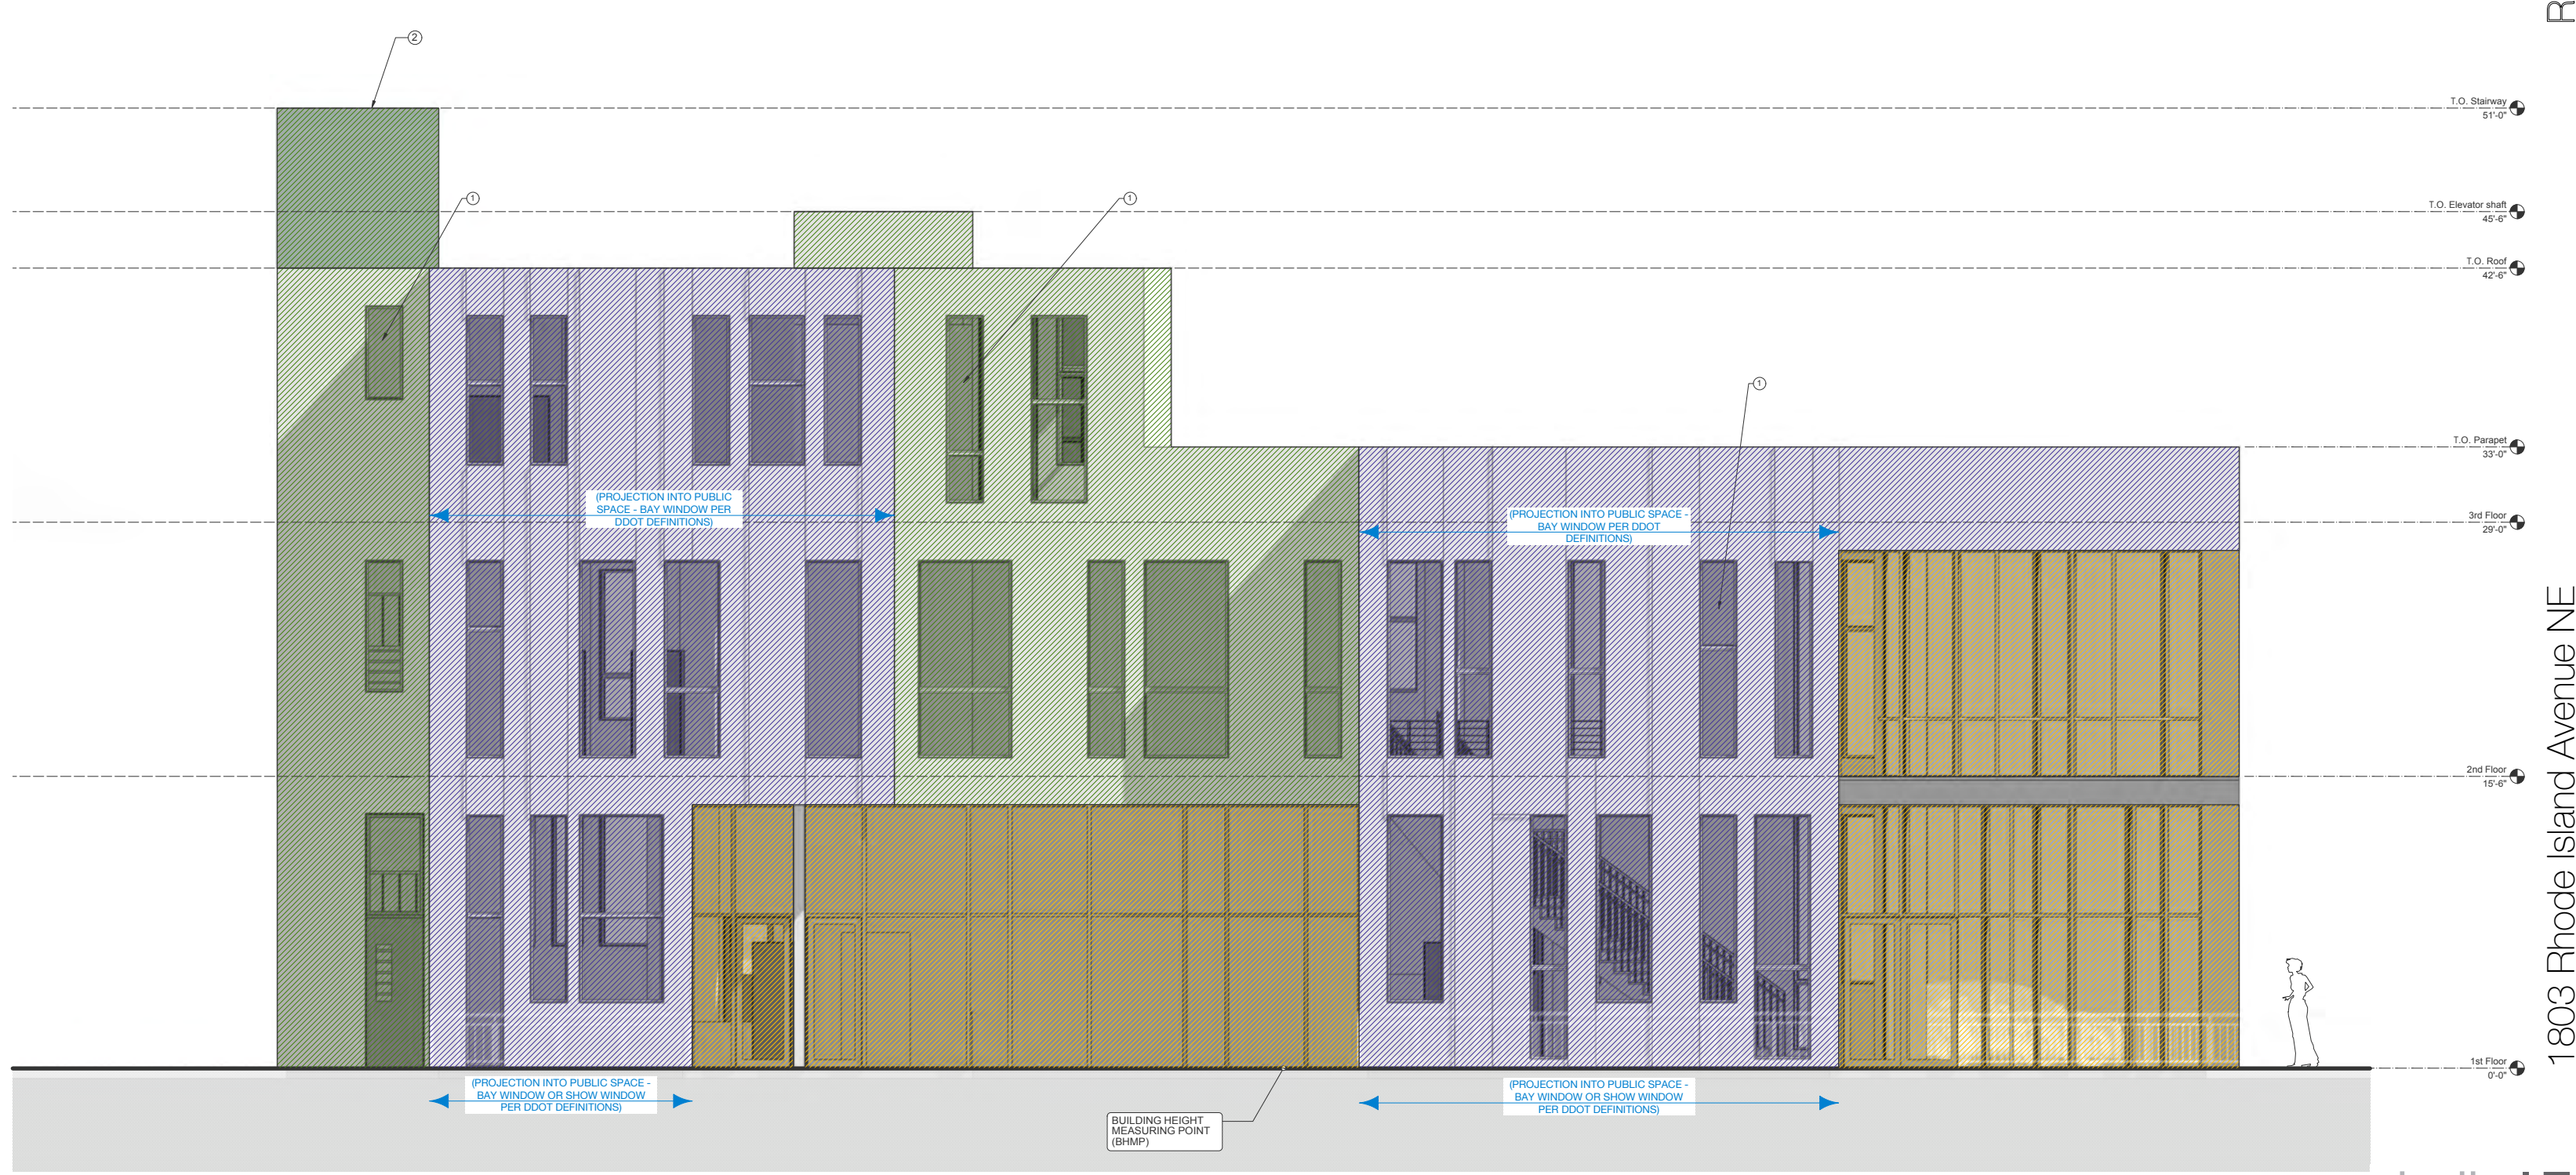 2
T.O. Stairway
51'-0"
1
1
T.O. Elevator shaft
45'-6"
T.O. Roof
42'-6"
1
T.O. Parapet
33'-0"
(PROJECTION INTO PUBLIC
SPACE - BAY WINDOW PER
DDOT DEFINITIONS)
(PROJECTION INTO PUBLIC SPACE -
BAY WINDOW PER DDOT
DEFINITIONS)
3rd Floor
29'-0"
2nd Floor
15'-6"
1st Floor
0'-0"
(PROJECTION INTO PUBLIC SPACE -
BAY WINDOW OR SHOW WINDOW
PER DDOT DEFINITIONS)
(PROJECTION INTO PUBLIC SPACE -
BAY WINDOW OR SHOW WINDOW
PER DDOT DEFINITIONS)
BUILDING HEIGHT
MEASURING POINT
(BHMP)
1803 Rhode Island Avenue NE